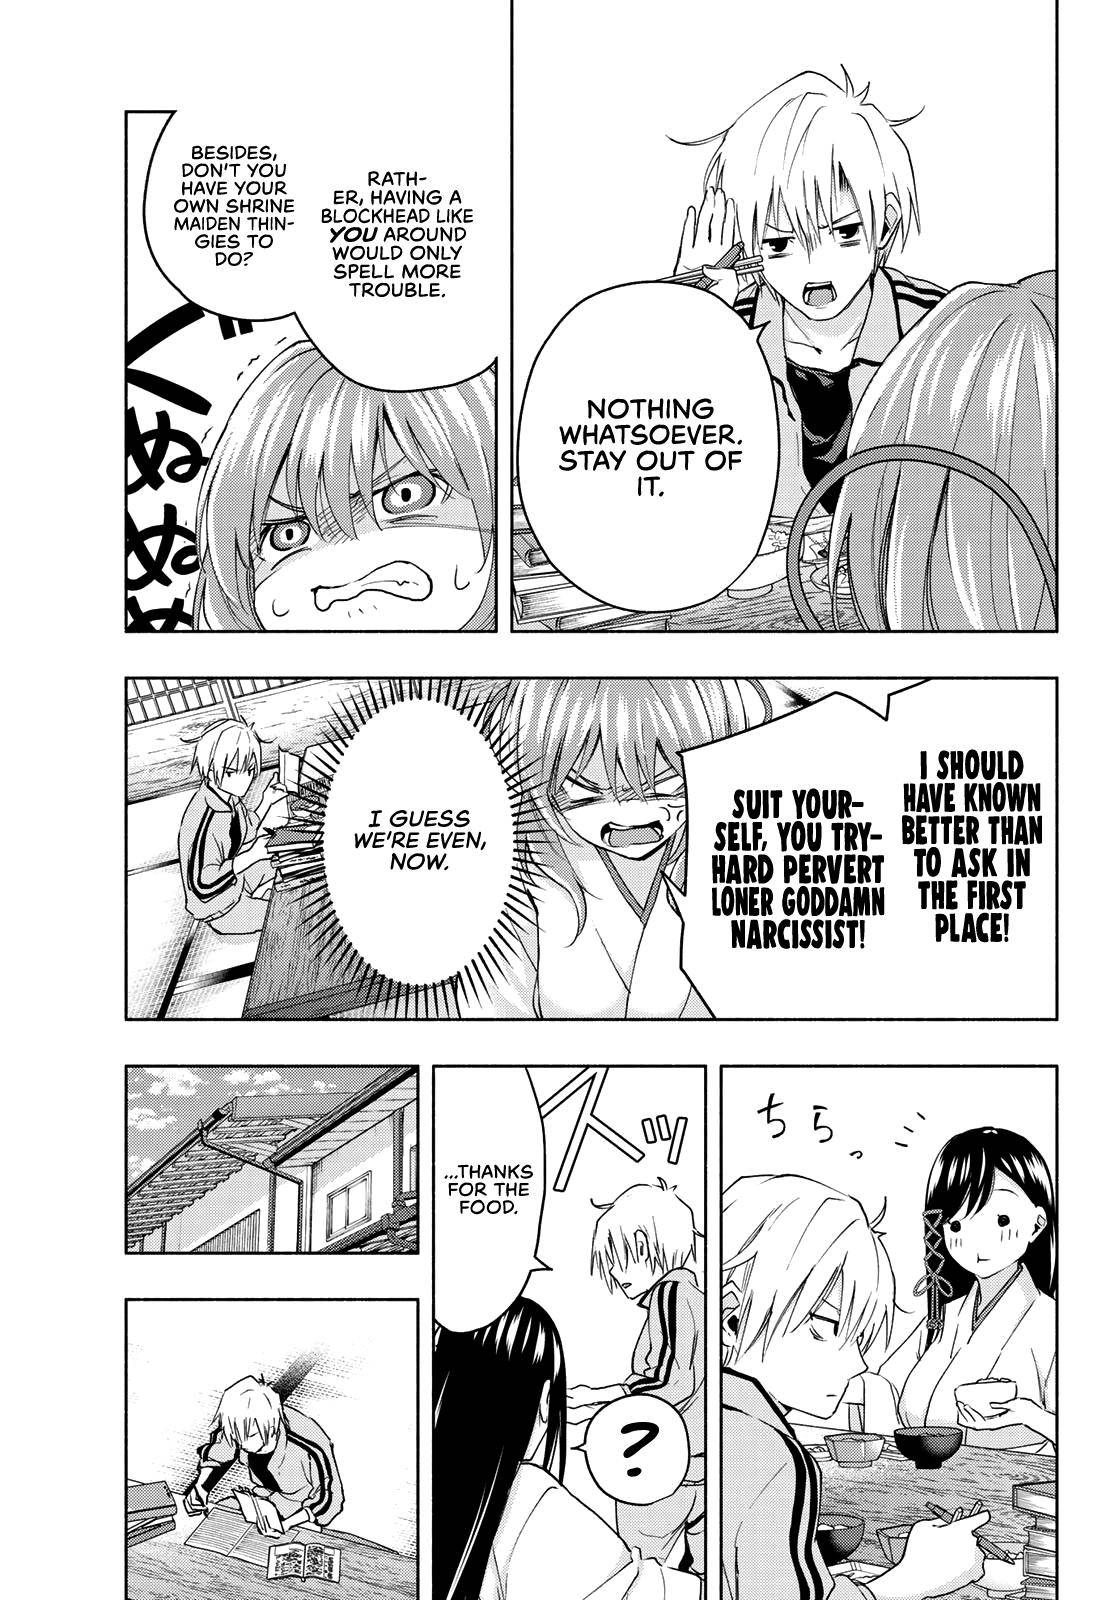 NOTHING
WHATSOEVER.
STAY OUT OF
IT.
RATH-
ER, HAVING A
BLOCKHEAD LIKE
YOU AROUND
WOULD ONLY
SPELL MORE
TROUBLE.
BESIDES,
DON'T YOU
HAVE YOUR
OWN SHRINE
MAIDEN THIN-
GIES TO
DO?
ぐぬぬぬ
I SHOULD
HAVE KNOWN
BETTER THAN
TO ASK IN
THE FIRST
PLACE!
SUIT YOUR-
SELF, YOU TRY-
HARD PERVERT
LONER GODDAMN
NARCISSIST!
I GUESS
WE'RE EVEN,
NOW.
ちらっ
スッ
...THANKS
FOR THE
FOOD.
?